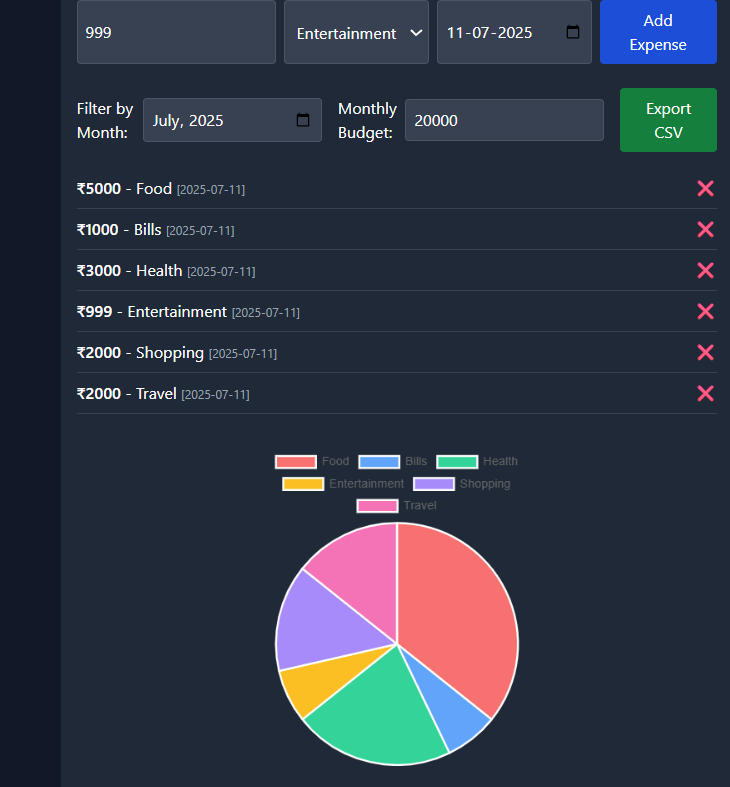 999
Entertainment
11-07-2025
Add
Expense
Filter by
Month:
July, 2025
Monthly
Budget:
20000
Export
CSV
₹5000 - Food [2025-07-11]
₹1000 - Bills [2025-07-11]
₹3000 - Health [2025-07-11]
₹999 - Entertainment [2025-07-11]
₹2000 - Shopping [2025-07-11]
₹2000 - Travel [2025-07-11]
Food Bills Health
Entertainment Shopping
Travel